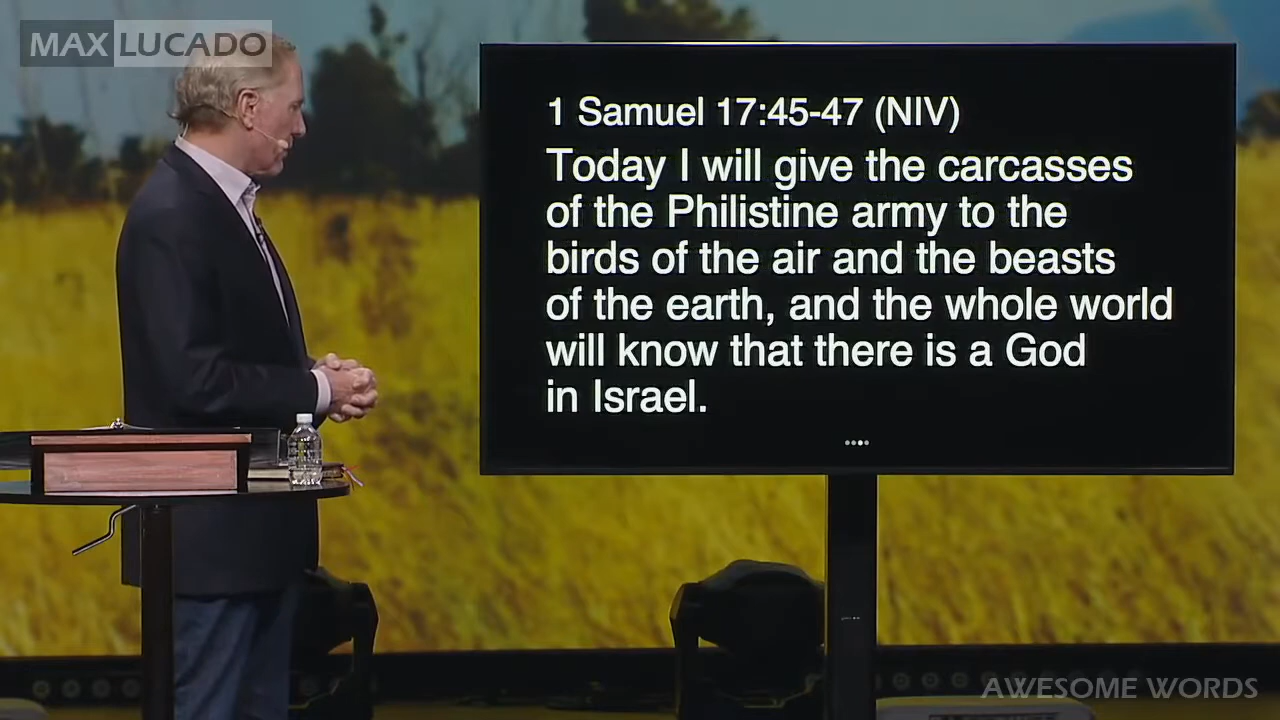 MAX LUCADO
1 Samuel 17:45-47 (NIV)
Today I will give the carcasses
of the Philistine army to the
birds of the air and the beasts
of the earth, and the whole world
will know that there is a God
in Israel.
AWESOME WORDS